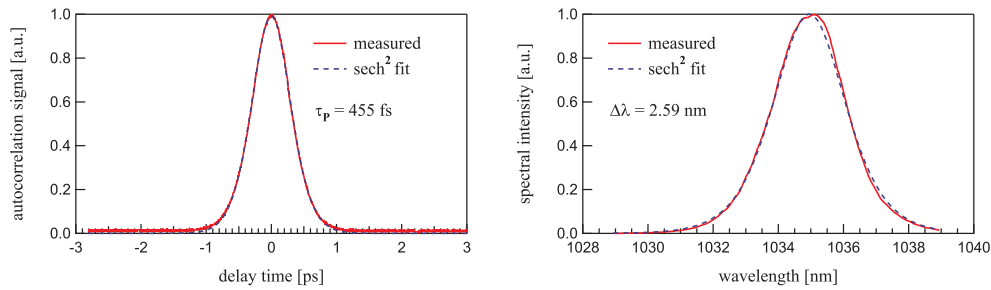 autocorrelation signal [a.u.]
1.0
0.8
0.6
0.4
0.2
0.0
measured
sech² fit
τP = 455 fs
-3 -2 -1 0 1 2 3
delay time [ps]
spectral intensity [a.u.]
1.0
0.8
0.6
0.4
0.2
0.0
measured
sech² fit
Δλ = 2.59 nm
1028 1030 1032 1034 1036 1038 1040
wavelength [nm]